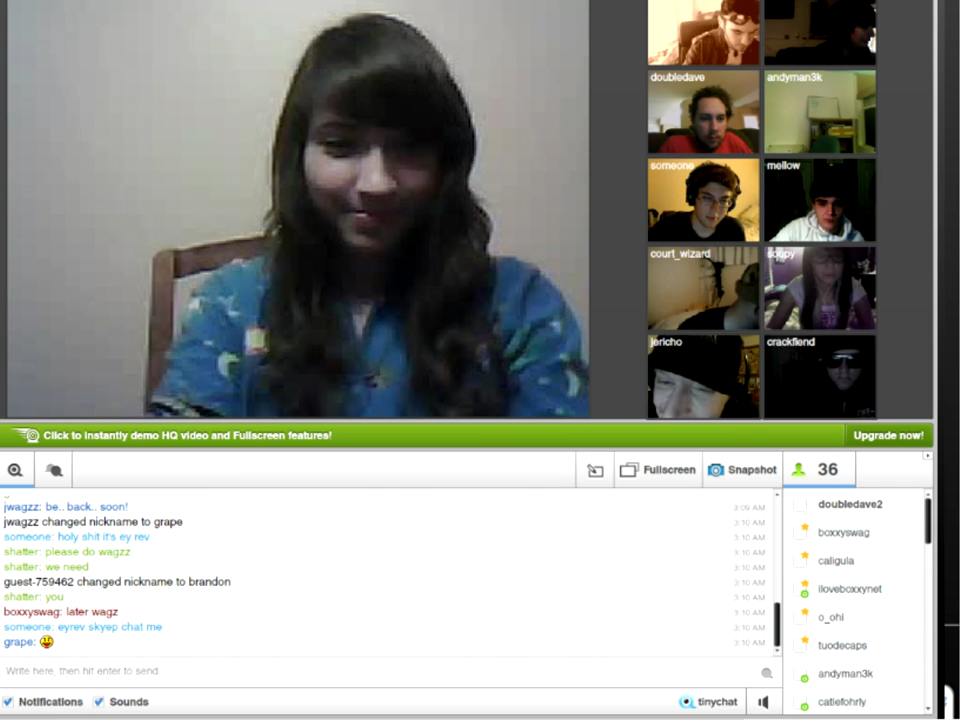 doubledave
andyman3k
someone
mellow
court_wizard
soupy
jericho
crackfiend
Click to instantly demo HQ video and Fullscreen features!
Upgrade now!
Fullscreen
Snapshot
36
jwagzz: be.. back.. soon!
3:09 AM
jwagzz changed nickname to grape
3:10 AM
someone: holy shit it's ey rev
3:10 AM
shatter: please do wagzz
3:10 AM
shatter: we need
3:10 AM
guest-759462 changed nickname to brandon
3:10 AM
shatter: you
3:10 AM
boxxyswag: later wagz
3:10 AM
someone: eyrev skyep chat me
3:10 AM
grape:
3:10 AM
doubledave2
boxxyswag
caligula
iloveboxxynet
o_ohi
tuodecaps
andyman3k
catiefohrly
Write here, then hit enter to send.
Notifications
Sounds
tinychat